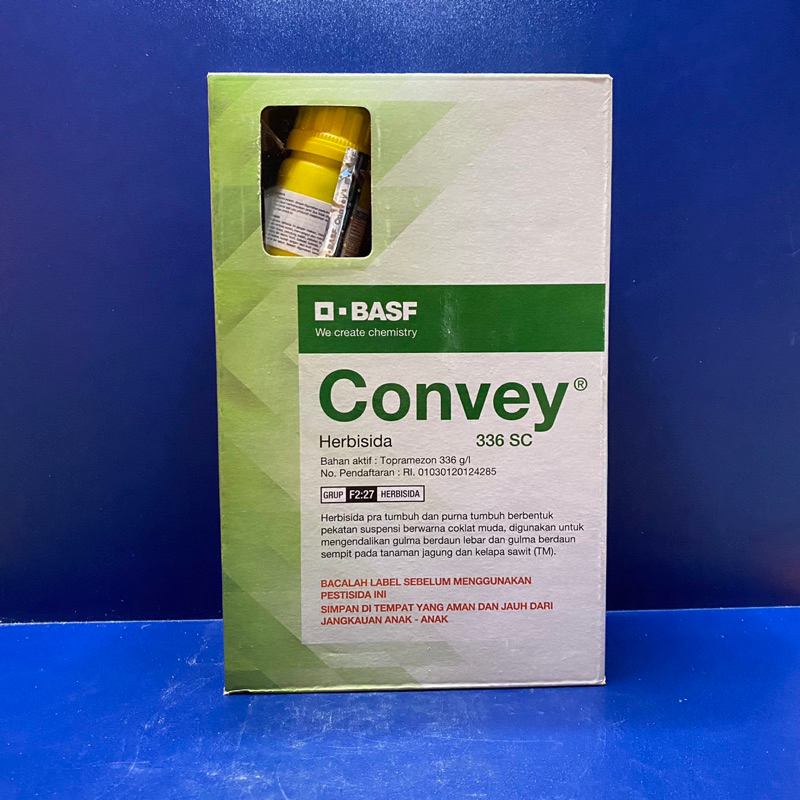 BASF Convey
BASF
We create chemistry
Convey®
Herbisida 336 SC
Bahan aktif : Topramezon 336 g/l
No. Pendaftaran : RI. 01030120124285
GRUP F2:27 HERBISIDA
Herbisida pra tumbuh dan purna tumbuh berbentuk
pekatan suspensi berwarna coklat muda, digunakan untuk
mengendalikan gulma berdaun lebar dan gulma berdaun
sempit pada tanaman jagung dan kelapa sawit (TM).
BACALAH LABEL SEBELUM MENGGUNAKAN
PESTISIDA INI
SIMPAN DI TEMPAT YANG AMAN DAN JAUH DARI
JANGKAUAN ANAK - ANAK